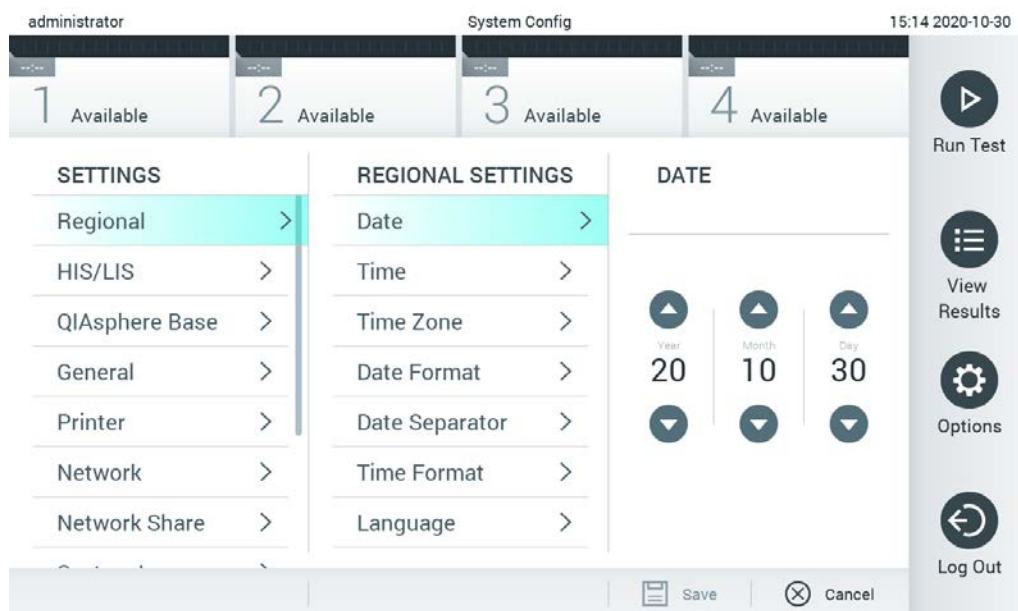 administrator
System Config
15:14 2020-10-30
--:--
--:--
--:--
--:--
1 Available
2 Available
3 Available
4 Available
SETTINGS
Regional
HIS/LIS
QIAsphere Base
General
Printer
Network
Network Share
REGIONAL SETTINGS
Date
Time
Time Zone
Date Format
Date Separator
Time Format
Language
DATE
Year
Month
Day
20
10
30
Save
Cancel
Run Test
View
Results
Options
Log Out